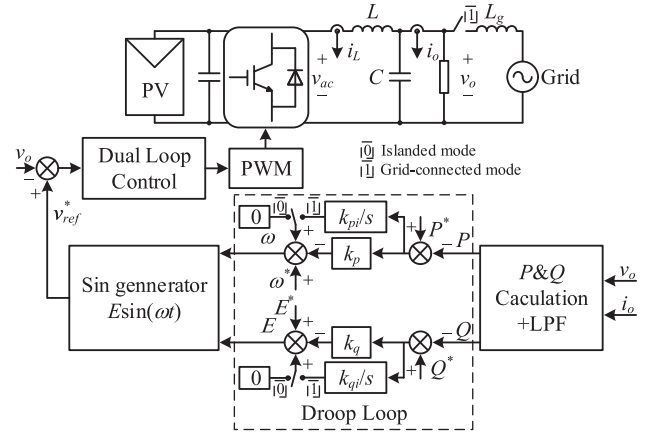 PV
v_ac
i_L
L
C
i_o
1
L_g
v_o
Grid
v_o
Dual Loop
Control
PWM
0 Islanded mode
1 Grid-connected mode
v*_ref
Sin gennerator
Esin(ωt)
0
0
1
k_pi/s
P*
ω
k_p
P
ω*
E*
E
k_q
Q
0
0
1
k_qi/s
Q*
Droop Loop
P&Q
Caculation
+LPF
v_o
i_o